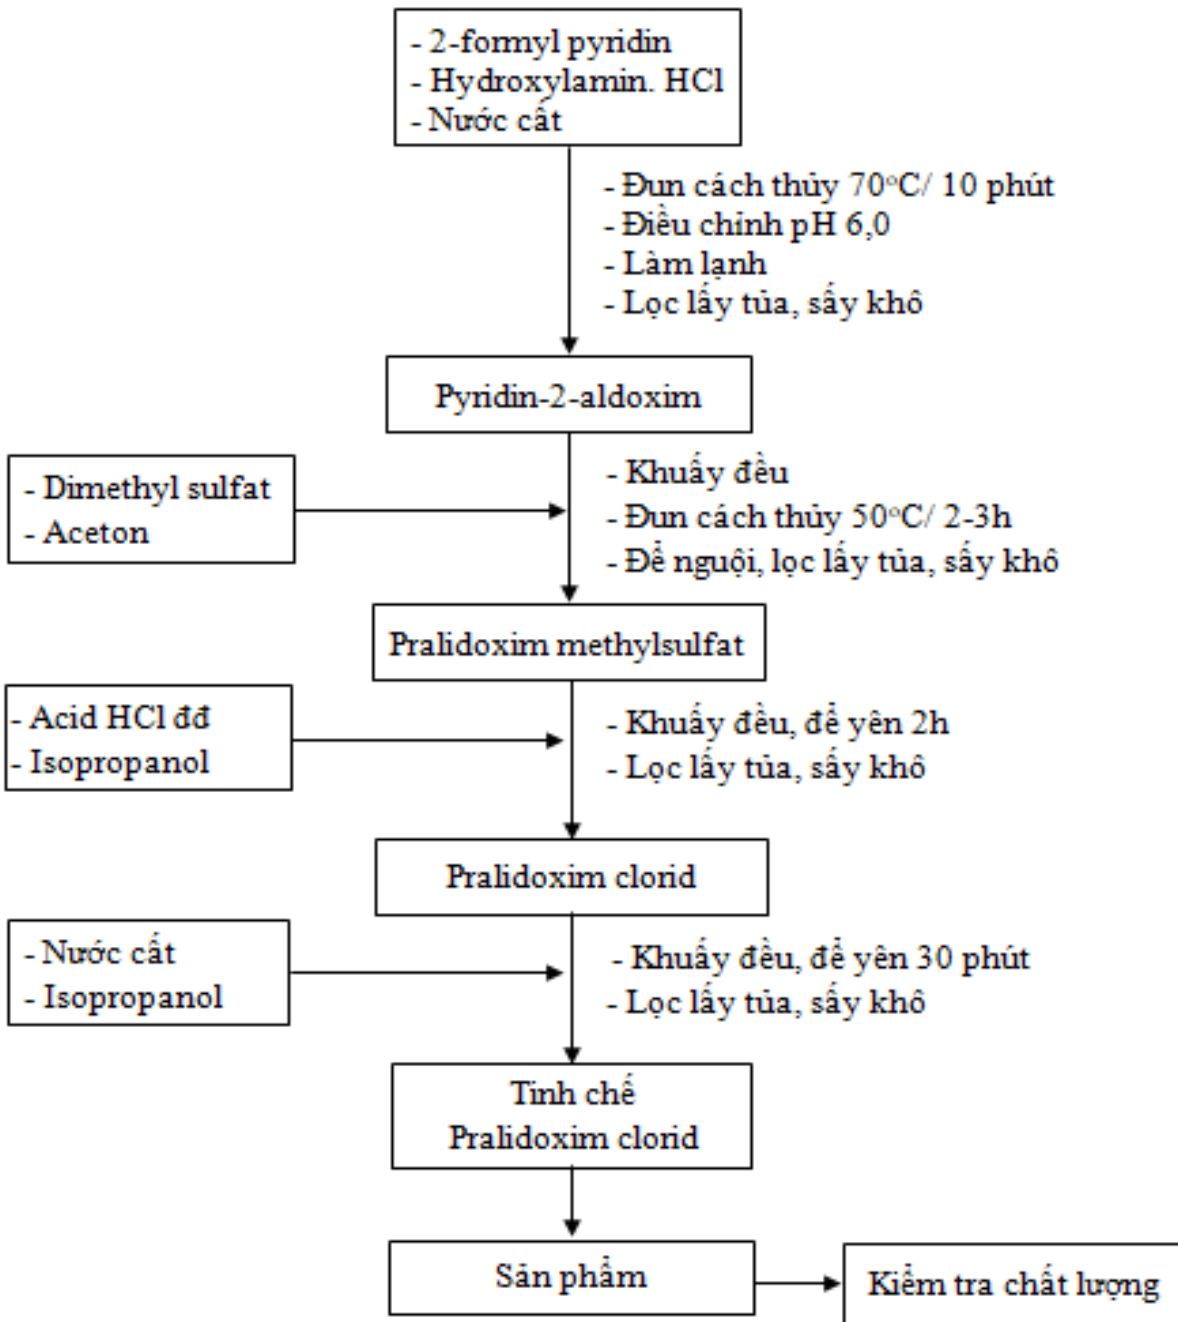 - 2-formyl pyridin
- Hydroxylamin. HCl
- Nước cất
- Đun cách thủy 70°C/ 10 phút
- Điều chỉnh pH 6,0
- Làm lạnh
- Lọc lấy tủa, sấy khô
Pyridin-2-aldoxim
- Dimethyl sulfat
- Aceton
- Khuấy đều
- Đun cách thủy 50°C/ 2-3h
- Để nguội, lọc lấy tủa, sấy khô
Pralidoxim methylsulfat
- Acid HCl đđ
- Isopropanol
- Khuấy đều, để yên 2h
- Lọc lấy tủa, sấy khô
Pralidoxim clorid
- Nước cất
- Isopropanol
- Khuấy đều, để yên 30 phút
- Lọc lấy tủa, sấy khô
Tinh chế
Pralidoxim clorid
Sản phẩm
Kiểm tra chất lượng